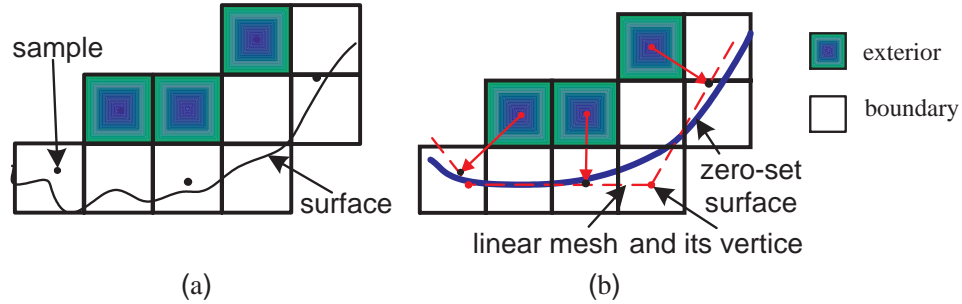 sample
surface
(a)
zero-set
surface
linear mesh and its vertice
(b)
exterior
boundary